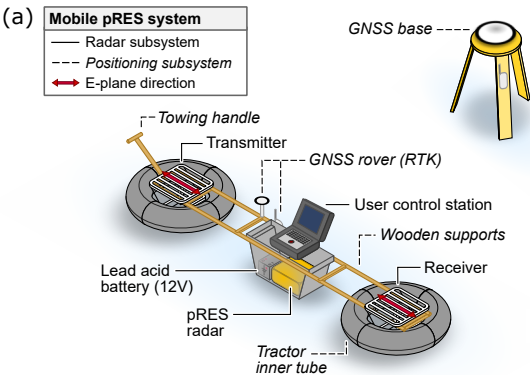 (a)
Mobile pRES system
Radar subsystem
Positioning subsystem
E-plane direction
GNSS base
Towing handle
Transmitter
GNSS rover (RTK)
User control station
Wooden supports
Lead acid
battery (12V)
Receiver
pRES
radar
Tractor
inner tube